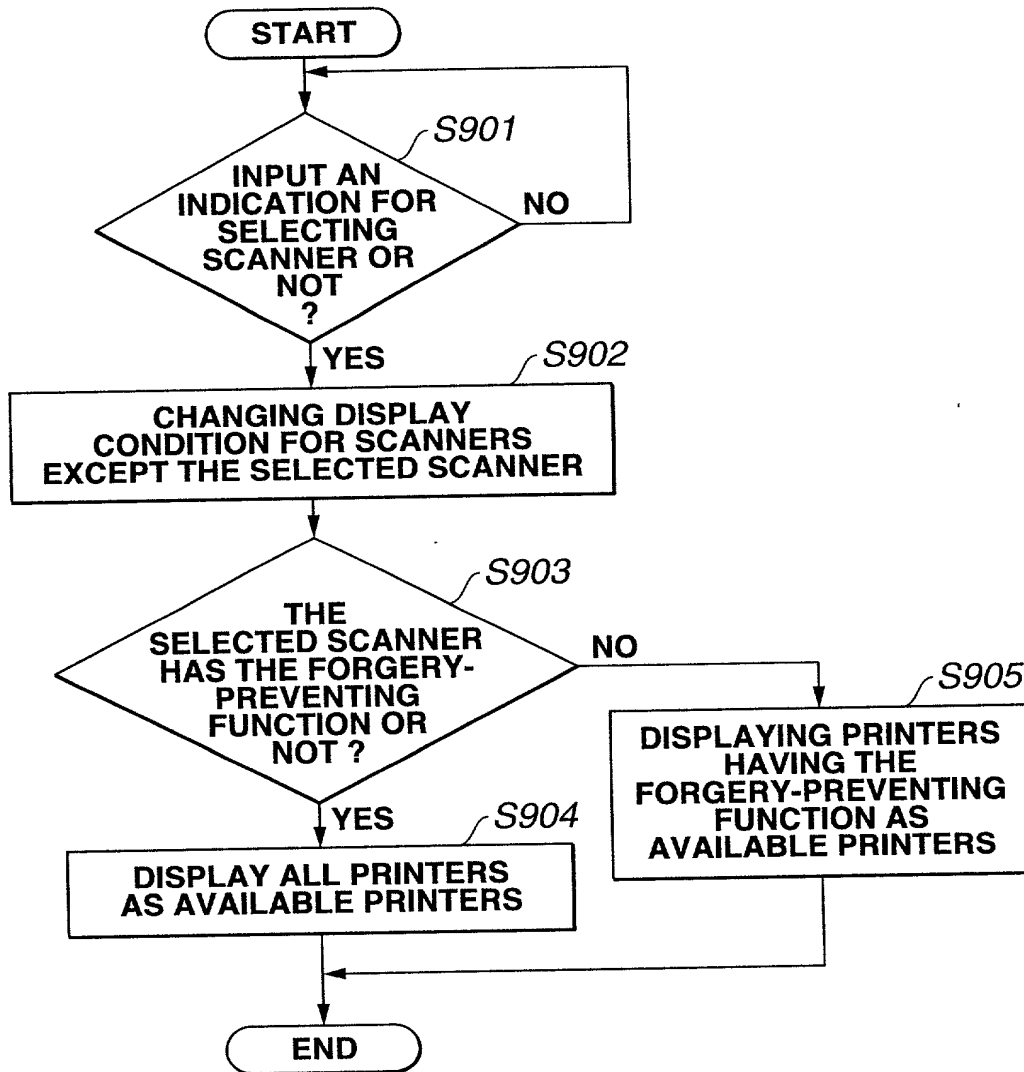 START
S901
INPUT AN
INDICATION FOR
SELECTING
SCANNER OR
NOT
?
NO
YES
S902
CHANGING DISPLAY
CONDITION FOR SCANNERS
EXCEPT THE SELECTED SCANNER
S903
THE
SELECTED SCANNER
HAS THE FORGERY-
PREVENTING
FUNCTION OR
NOT ?
NO
S905
DISPLAYING PRINTERS
HAVING THE
FORGERY-PREVENTING
FUNCTION AS
AVAILABLE PRINTERS
YES
S904
DISPLAY ALL PRINTERS
AS AVAILABLE PRINTERS
END